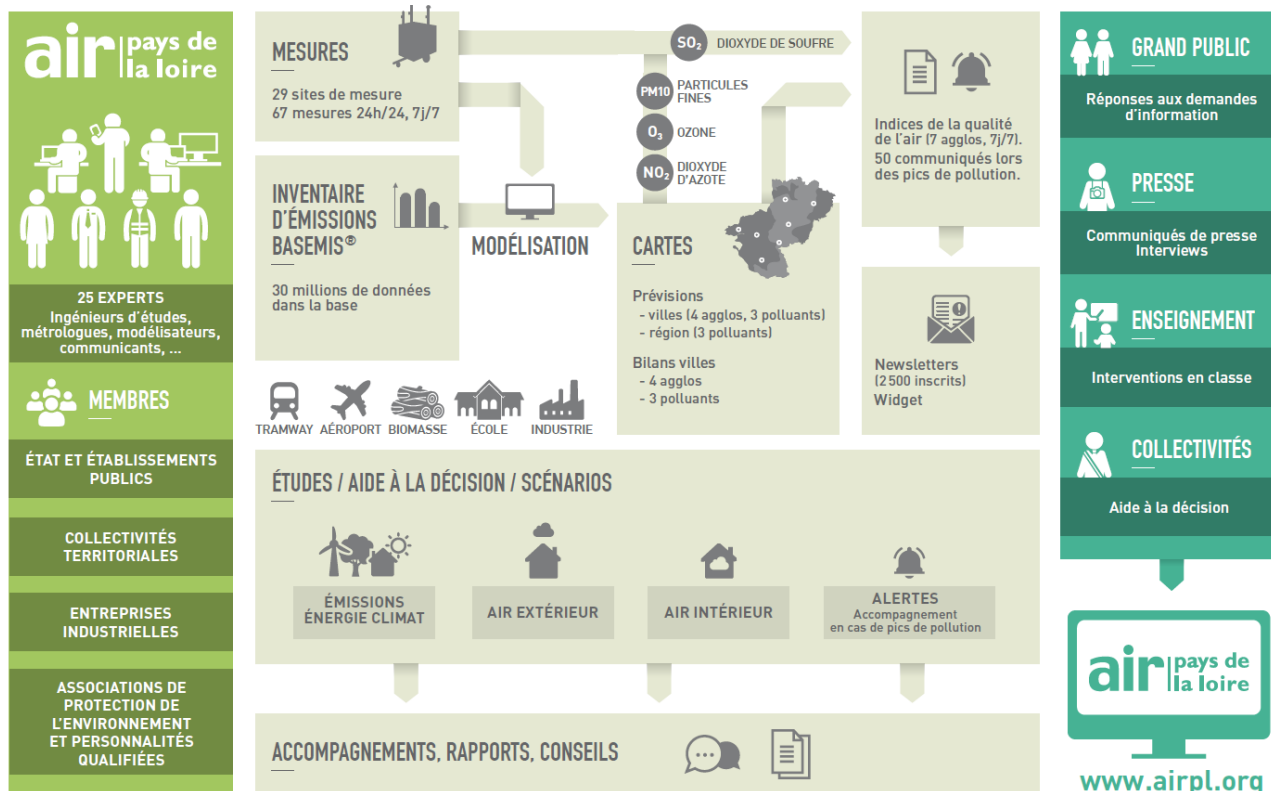 air pays de
la loire
25 EXPERTS
Ingénieurs d'études,
métrologues, modélisateurs,
communicants, ...
MEMBRES
ÉTAT ET ÉTABLISSEMENTS
PUBLICS
COLLECTIVITÉS
TERRITORIALES
ENTREPRISES
INDUSTRIELLES
ASSOCIATIONS DE
PROTECTION DE
L'ENVIRONNEMENT
ET PERSONNALITÉS
QUALIFIÉES
MESURES
29 sites de mesure
67 mesures 24h/24, 7j/7
INVENTAIRE
D'ÉMISSIONS
BASEMIS®
30 millions de données
dans la base
MODÉLISATION
SO₂ DIOXYDE DE SOUFRE
PM10 PARTICULES
FINES
O₃ OZONE
NO₂ DIOXYDE
D'AZOTE
CARTES
Prévisions
- villes (4 agglos, 3 polluants)
- région (3 polluants)
Bilans villes
- 4 agglos
- 3 polluants
Indices de la qualité
de l'air (7 agglos, 7j/7).
50 communiqués lors
des pics de pollution.
Newsletters
(2500 inscrits)
Widget
TRAMWAY AÉROPORT BIOMASSE ÉCOLE INDUSTRIE
ÉTUDES / AIDE À LA DÉCISION / SCÉNARIOS
ÉMISSIONS
ÉNERGIE CLIMAT
AIR EXTÉRIEUR
AIR INTÉRIEUR
ALERTES
Accompagnement
en cas de pics de pollution
ACCOMPAGNEMENTS, RAPPORTS, CONSEILS
GRAND PUBLIC
Réponses aux demandes
d'information
PRESSE
Communiqués de presse
Interviews
ENSEIGNEMENT
Interventions en classe
COLLECTIVITÉS
Aide à la décision
air pays de
la loire
www.airpl.org